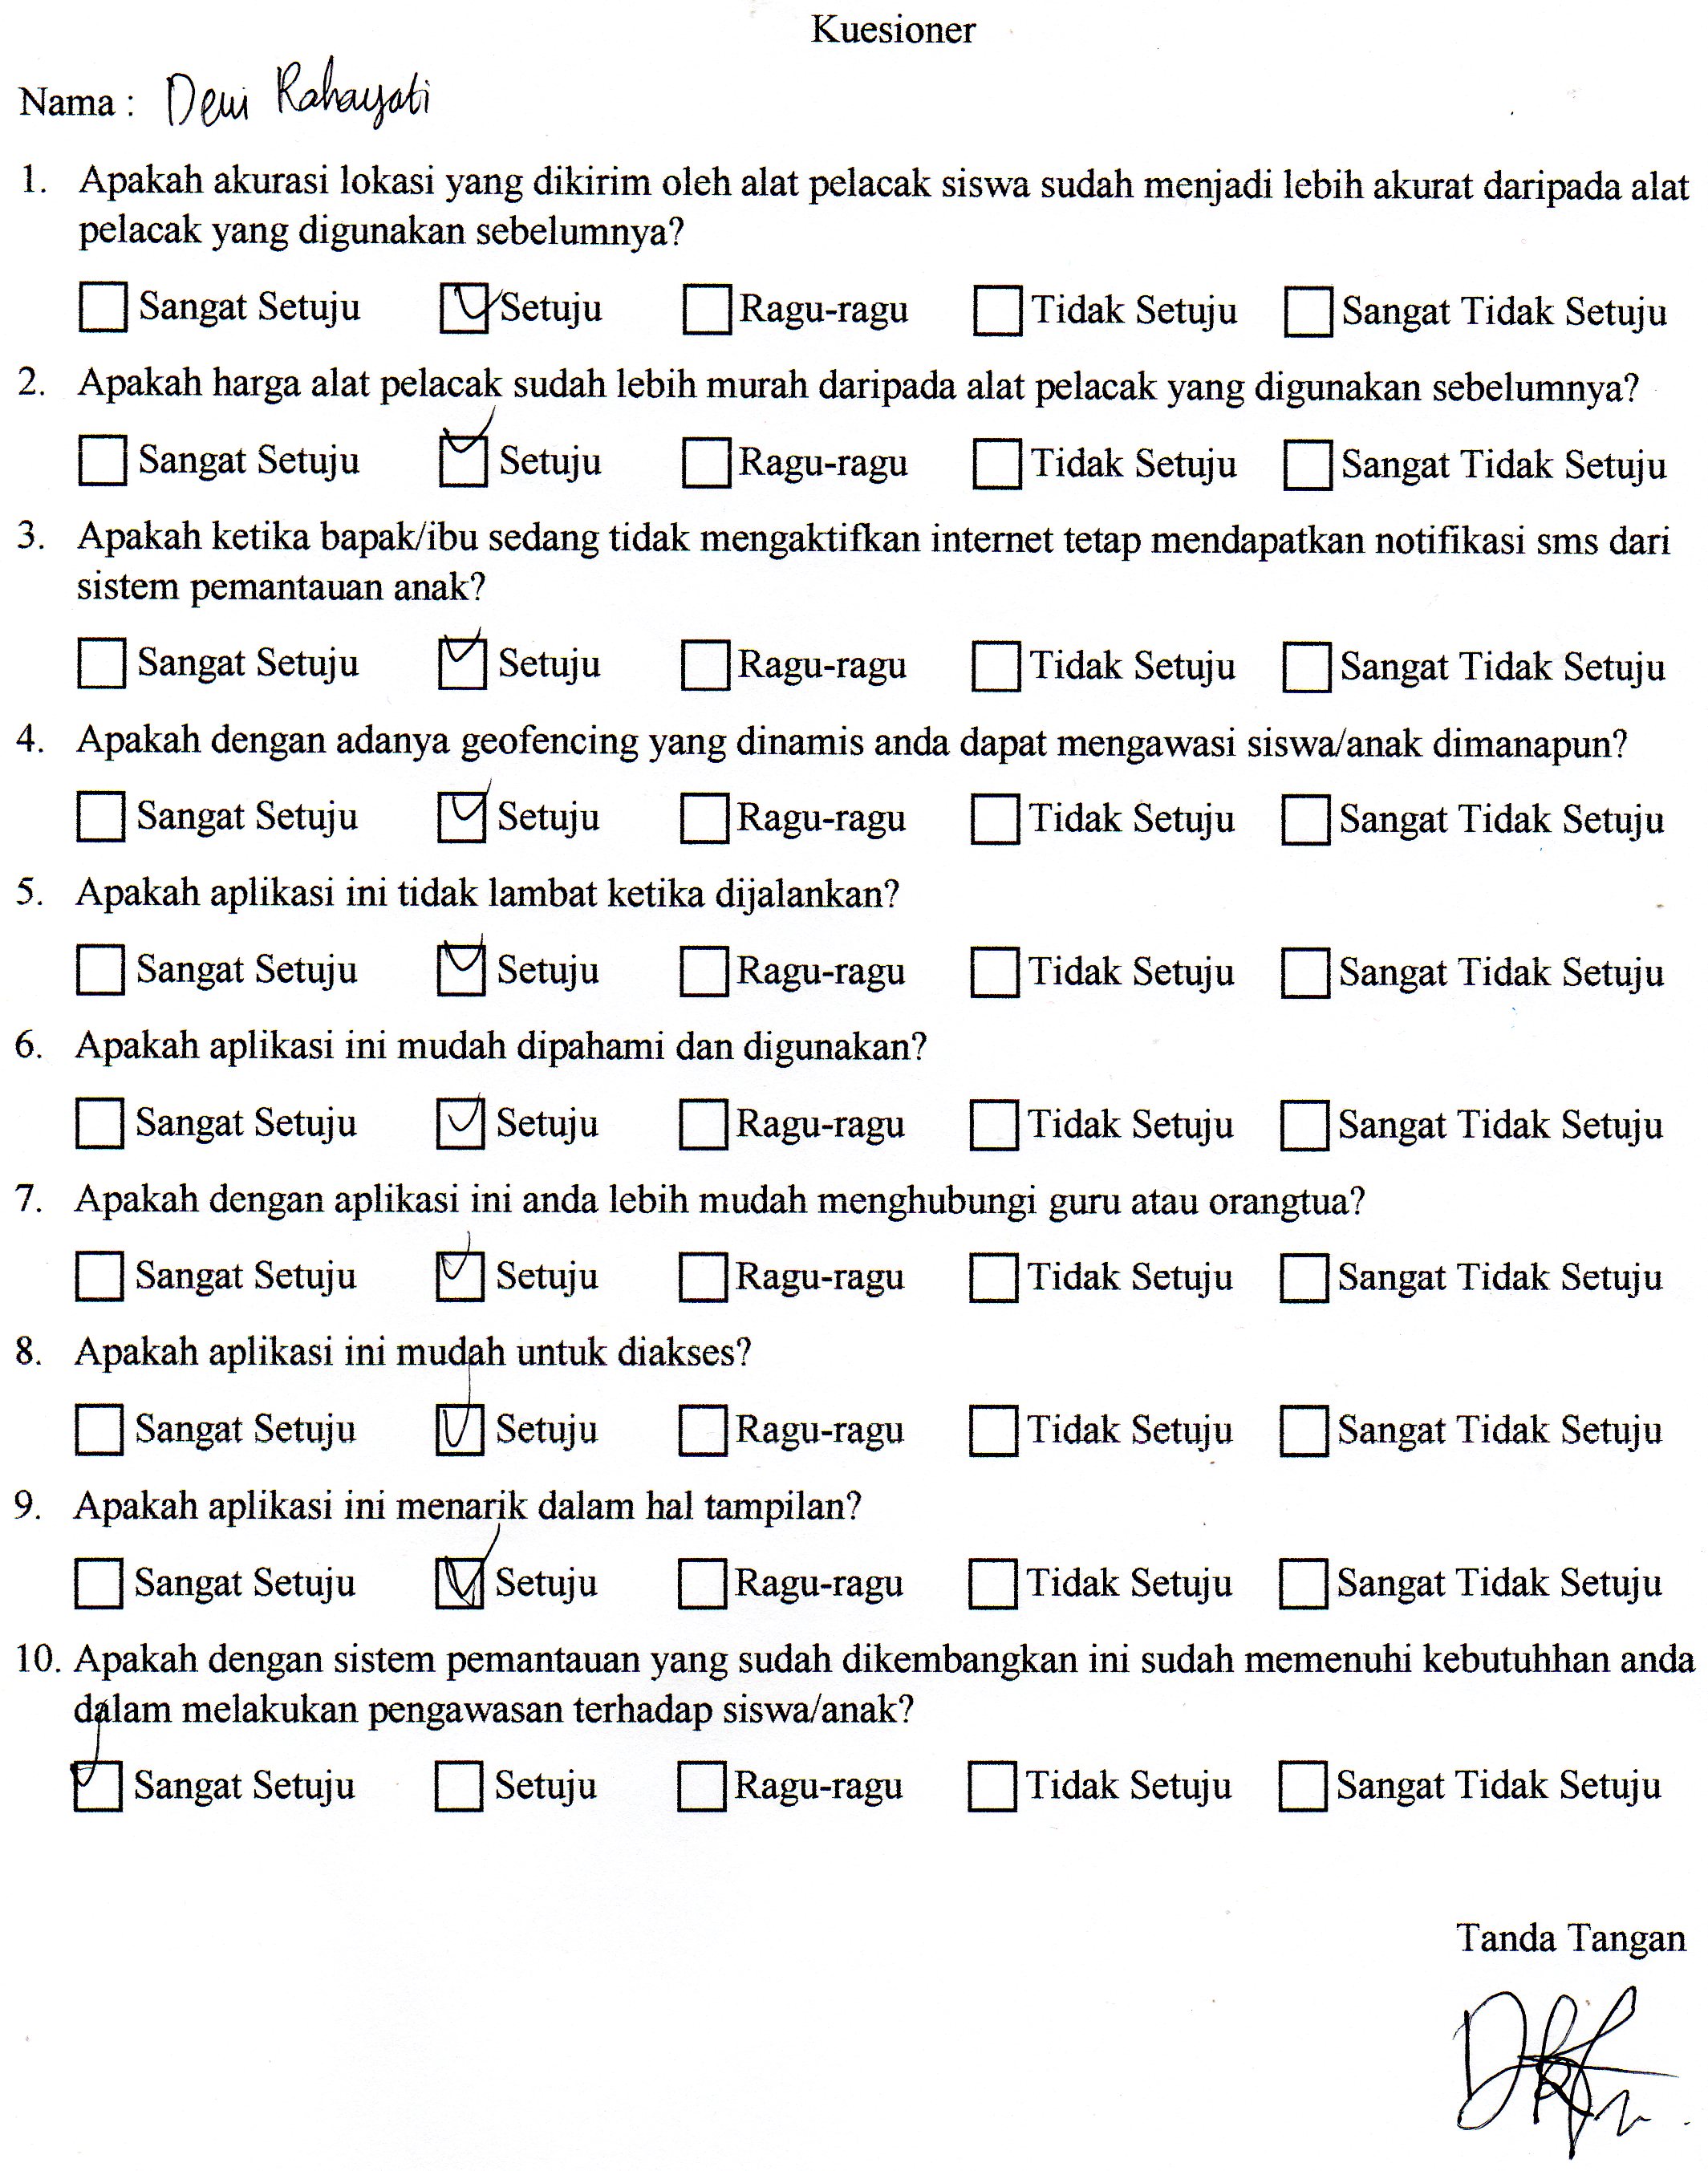 Kuesioner
Nama : Dewi Rahayati
1. Apakah akurasi lokasi yang dikirim oleh alat pelacak siswa sudah menjadi lebih akurat daripada alat
pelacak yang digunakan sebelumnya?
Sangat Setuju Setuju Ragu-ragu Tidak Setuju Sangat Tidak Setuju
2. Apakah harga alat pelacak sudah lebih murah daripada alat pelacak yang digunakan sebelumnya?
Sangat Setuju Setuju Ragu-ragu Tidak Setuju Sangat Tidak Setuju
3. Apakah ketika bapak/ibu sedang tidak mengaktifkan internet tetap mendapatkan notifikasi sms dari
sistem pemantauan anak?
Sangat Setuju Setuju Ragu-ragu Tidak Setuju Sangat Tidak Setuju
4. Apakah dengan adanya geofencing yang dinamis anda dapat mengawasi siswa/anak dimanapun?
Sangat Setuju Setuju Ragu-ragu Tidak Setuju Sangat Tidak Setuju
5. Apakah aplikasi ini tidak lambat ketika dijalankan?
Sangat Setuju Setuju Ragu-ragu Tidak Setuju Sangat Tidak Setuju
6. Apakah aplikasi ini mudah dipahami dan digunakan?
Sangat Setuju Setuju Ragu-ragu Tidak Setuju Sangat Tidak Setuju
7. Apakah dengan aplikasi ini anda lebih mudah menghubungi guru atau orangtua?
Sangat Setuju Setuju Ragu-ragu Tidak Setuju Sangat Tidak Setuju
8. Apakah aplikasi ini mudah untuk diakses?
Sangat Setuju Setuju Ragu-ragu Tidak Setuju Sangat Tidak Setuju
9. Apakah aplikasi ini menarik dalam hal tampilan?
Sangat Setuju Setuju Ragu-ragu Tidak Setuju Sangat Tidak Setuju
10. Apakah dengan sistem pemantauan yang sudah dikembangkan ini sudah memenuhi kebutuhhan anda
dalam melakukan pengawasan terhadap siswa/anak?
Sangat Setuju Setuju Ragu-ragu Tidak Setuju Sangat Tidak Setuju
Tanda Tangan